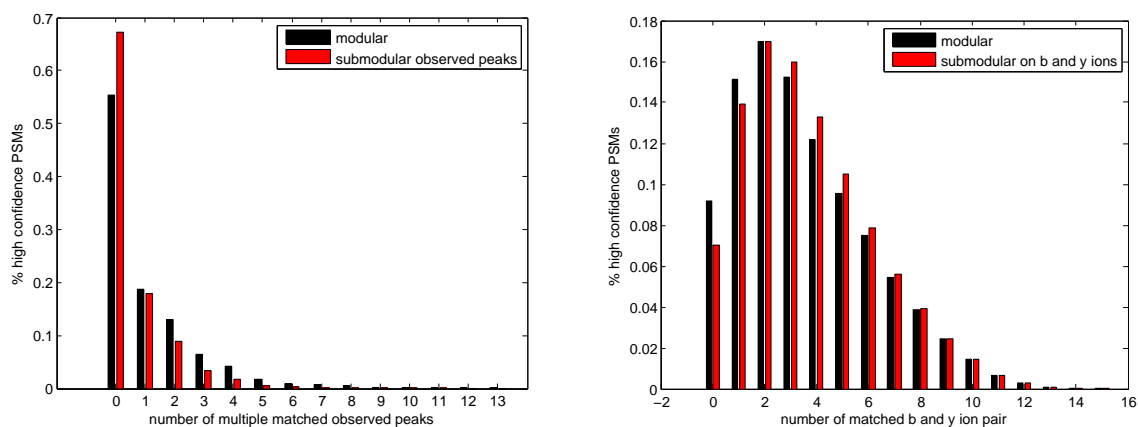 0.7
0.6
0.5
0.4
0.3
0.2
0.1
0
% high confidence PSMs
modular
submodular observed peaks
0 1 2 3 4 5 6 7 8 9 10 11 12 13
number of multiple matched observed peaks
0.18
0.16
0.14
0.12
0.1
0.08
0.06
0.04
0.02
0
% high confidence PSMs
modular
submodular on b and y ions
−2 0 2 4 6 8 10 12 14 16
number of matched b and y ion pair